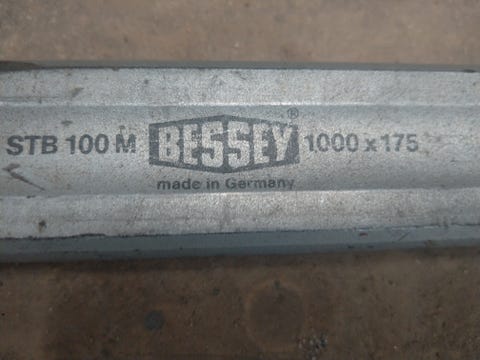 STB 100 M BESSEY® 1000 x 175
made in Germany